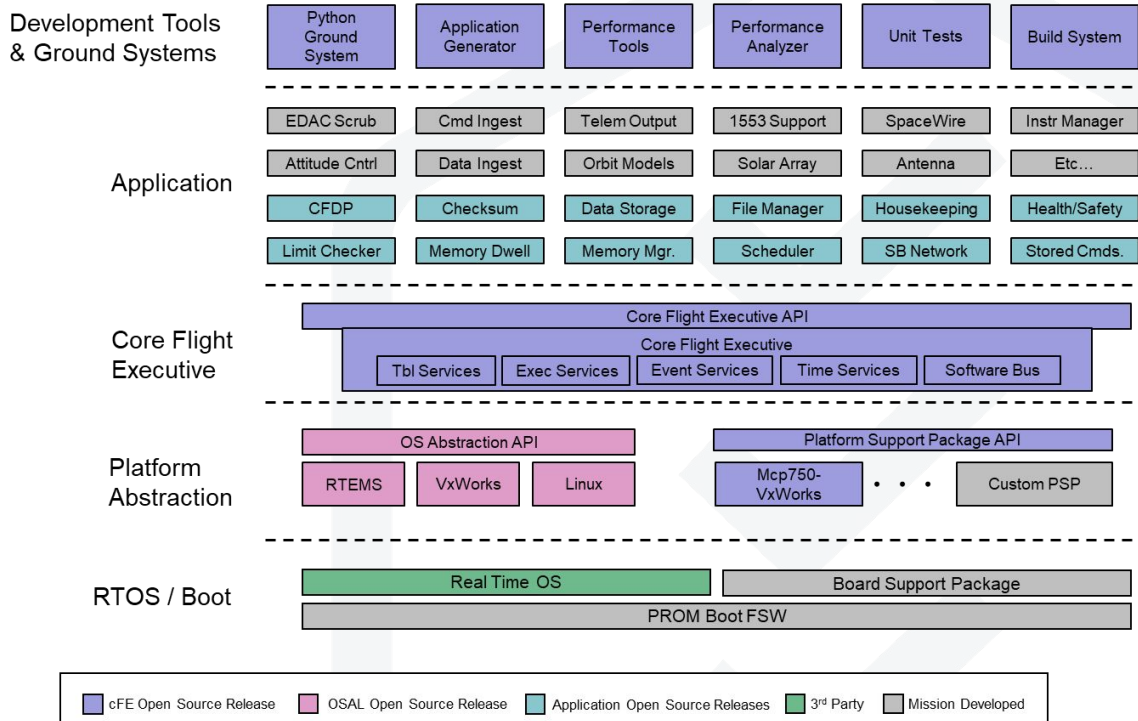 Development Tools
& Ground Systems
Python
Ground
System
Application
Generator
Performance
Tools
Performance
Analyzer
Unit Tests
Build System
Application
EDAC Scrub
Cmd Ingest
Telem Output
1553 Support
SpaceWire
Instr Manager
Attitude Cntrl
Data Ingest
Orbit Models
Solar Array
Antenna
Etc...
CFDP
Checksum
Data Storage
File Manager
Housekeeping
Health/Safety
Limit Checker
Memory Dwell
Memory Mgr.
Scheduler
SB Network
Stored Cmds.
Core Flight
Executive
Core Flight Executive API
Core Flight Executive
Tbl Services
Exec Services
Event Services
Time Services
Software Bus
Platform
Abstraction
OS Abstraction API
RTEMS
VxWorks
Linux
Platform Support Package API
Mcp750-
VxWorks
• • •
Custom PSP
RTOS / Boot
Real Time OS
Board Support Package
PROM Boot FSW
cFE Open Source Release
OSAL Open Source Release
Application Open Source Releases
3rd Party
Mission Developed